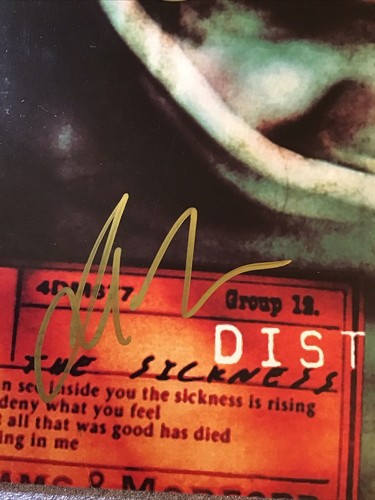 Group 12.
DIST
THE SICKNESS
n set inside you the sickness is rising
deny what you feel
all that was good has died
ing in me